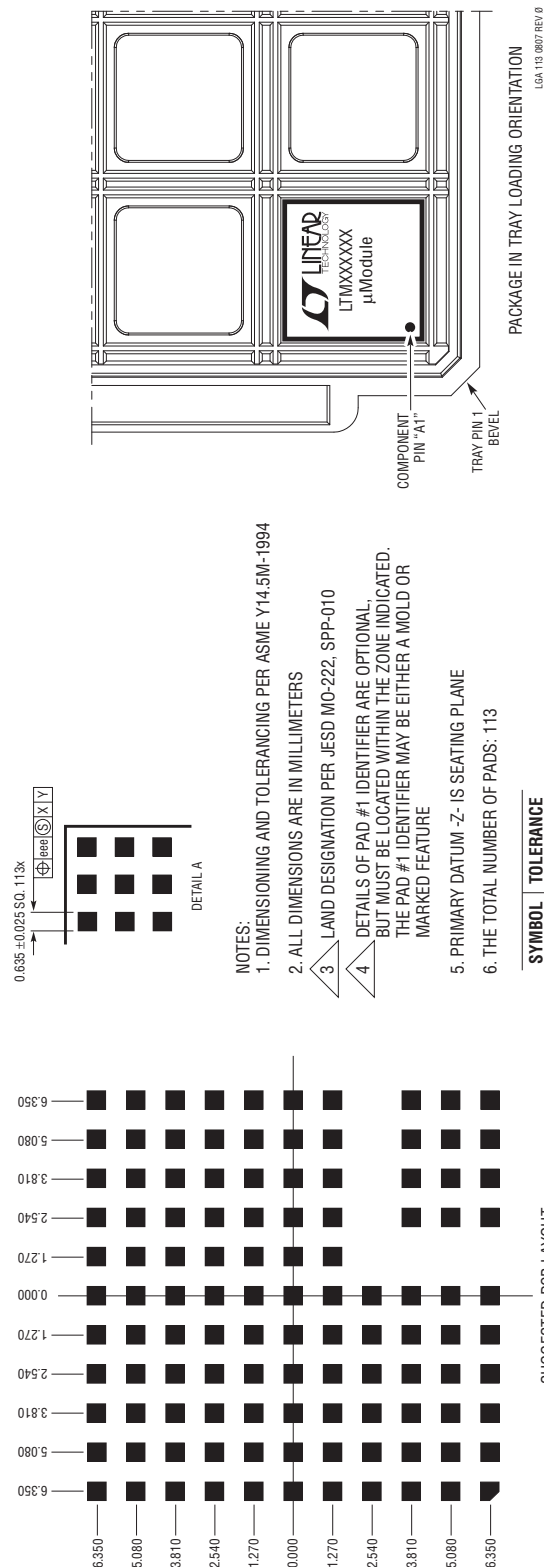 6.350
5.080
3.810
2.540
1.270
0.000
1.270
2.540
3.810
5.080
6.350
6.350
5.080
3.810
2.540
1.270
0.000
1.270
2.540
3.810
5.080
6.350
SUGGESTED PCB LAYOUT
0.635 ±0.025 SQ. 113x
⌖ eee Ⓢ X Y
DETAIL A
NOTES:
1. DIMENSIONING AND TOLERANCING PER ASME Y14.5M-1994
2. ALL DIMENSIONS ARE IN MILLIMETERS
3 LAND DESIGNATION PER JESD MO-222, SPP-010
4 DETAILS OF PAD #1 IDENTIFIER ARE OPTIONAL,
BUT MUST BE LOCATED WITHIN THE ZONE INDICATED.
THE PAD #1 IDENTIFIER MAY BE EITHER A MOLD OR
MARKED FEATURE
5. PRIMARY DATUM -Z- IS SEATING PLANE
6. THE TOTAL NUMBER OF PADS: 113
SYMBOL TOLERANCE
LINEAR
TECHNOLOGY
LTMXXXXXX
µModule
COMPONENT
PIN “A1”
TRAY PIN 1
BEVEL
PACKAGE IN TRAY LOADING ORIENTATION
LGA 113 0807 REV Ø